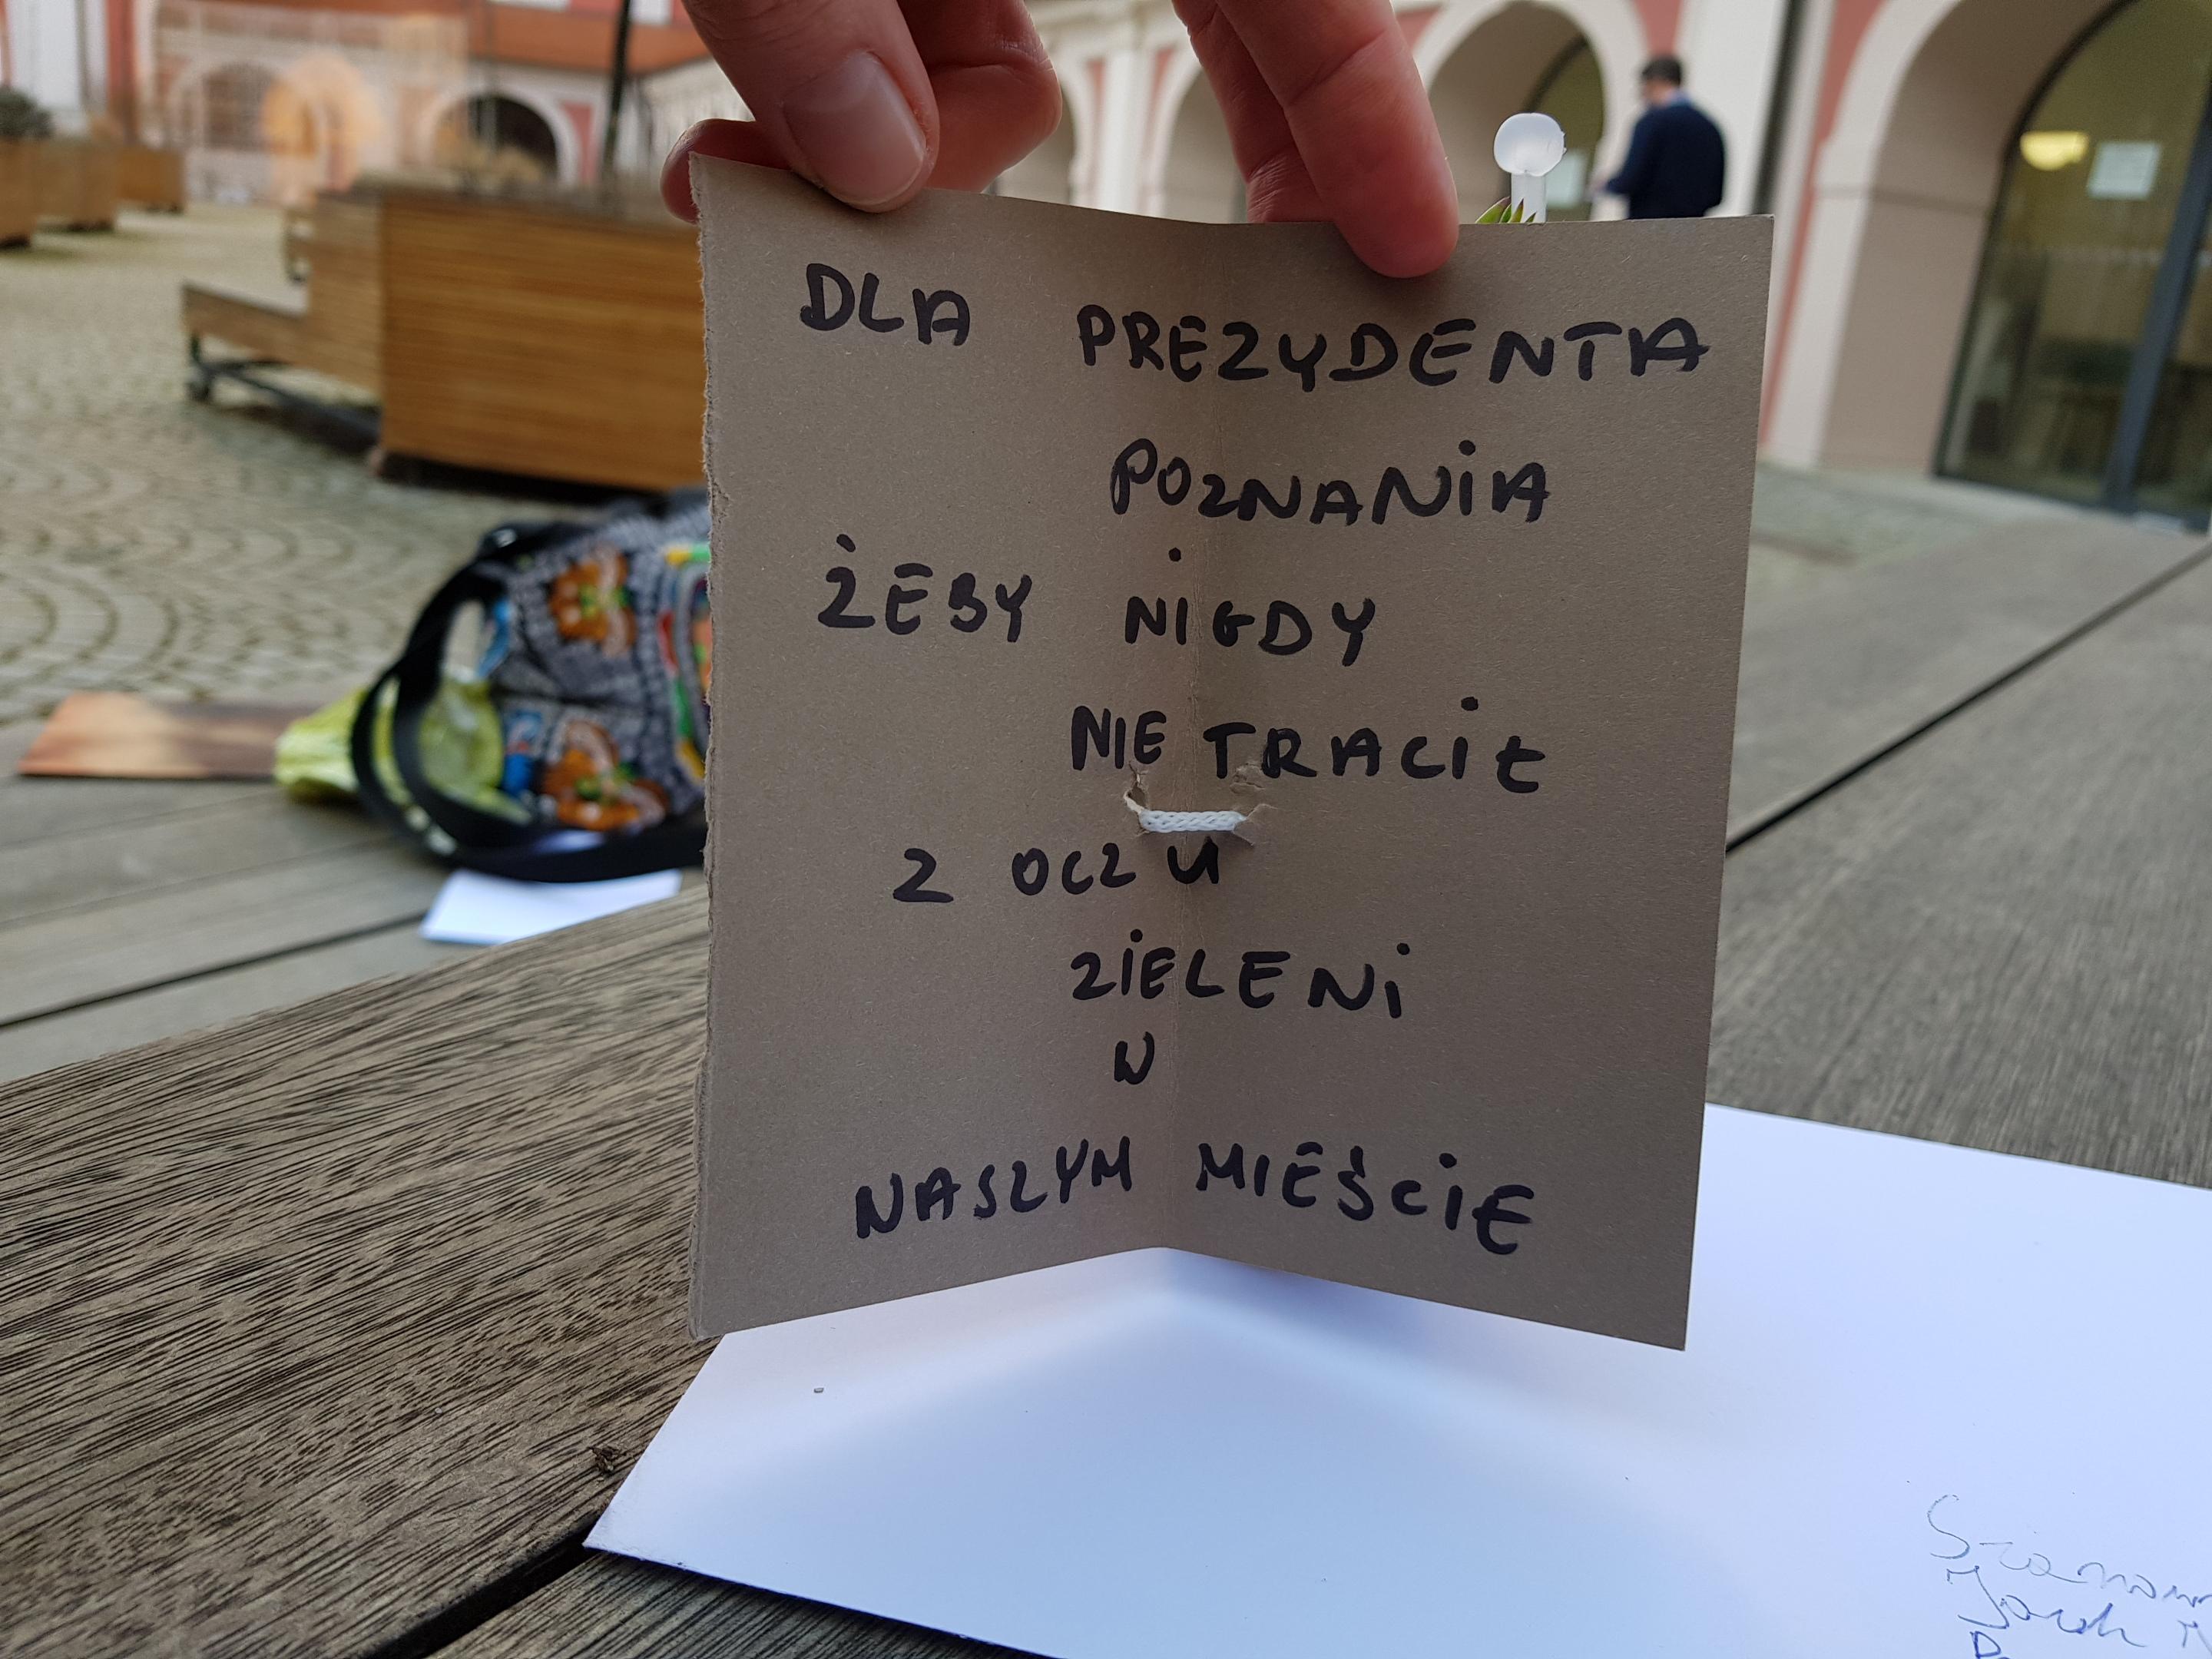 DLA PREZYDENTA
POZNANIA
ŻEBY NIGDY
NIE TRACIŁ
Z OCZU
ZIELENI
W
NASZYM MIEŚCIE